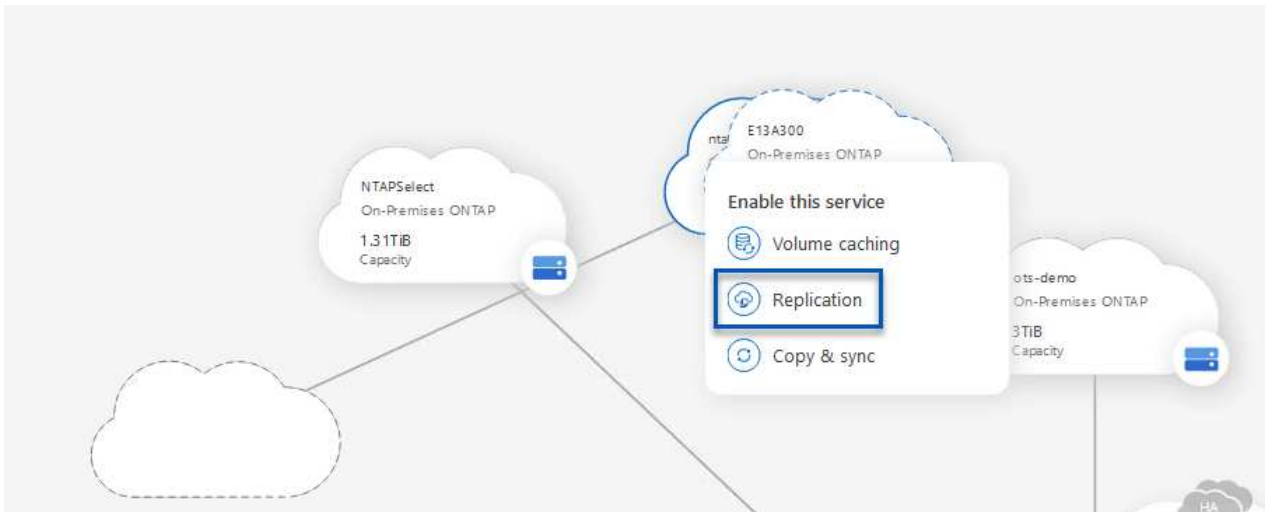 E13A300
On-Premises ONTAP
NTAPSelect
On-Premises ONTAP
1.31TiB
Capacity
Enable this service
Volume caching
Replication
Copy & sync
ots-demo
On-Premises ONTAP
3TiB
Capacity
HA